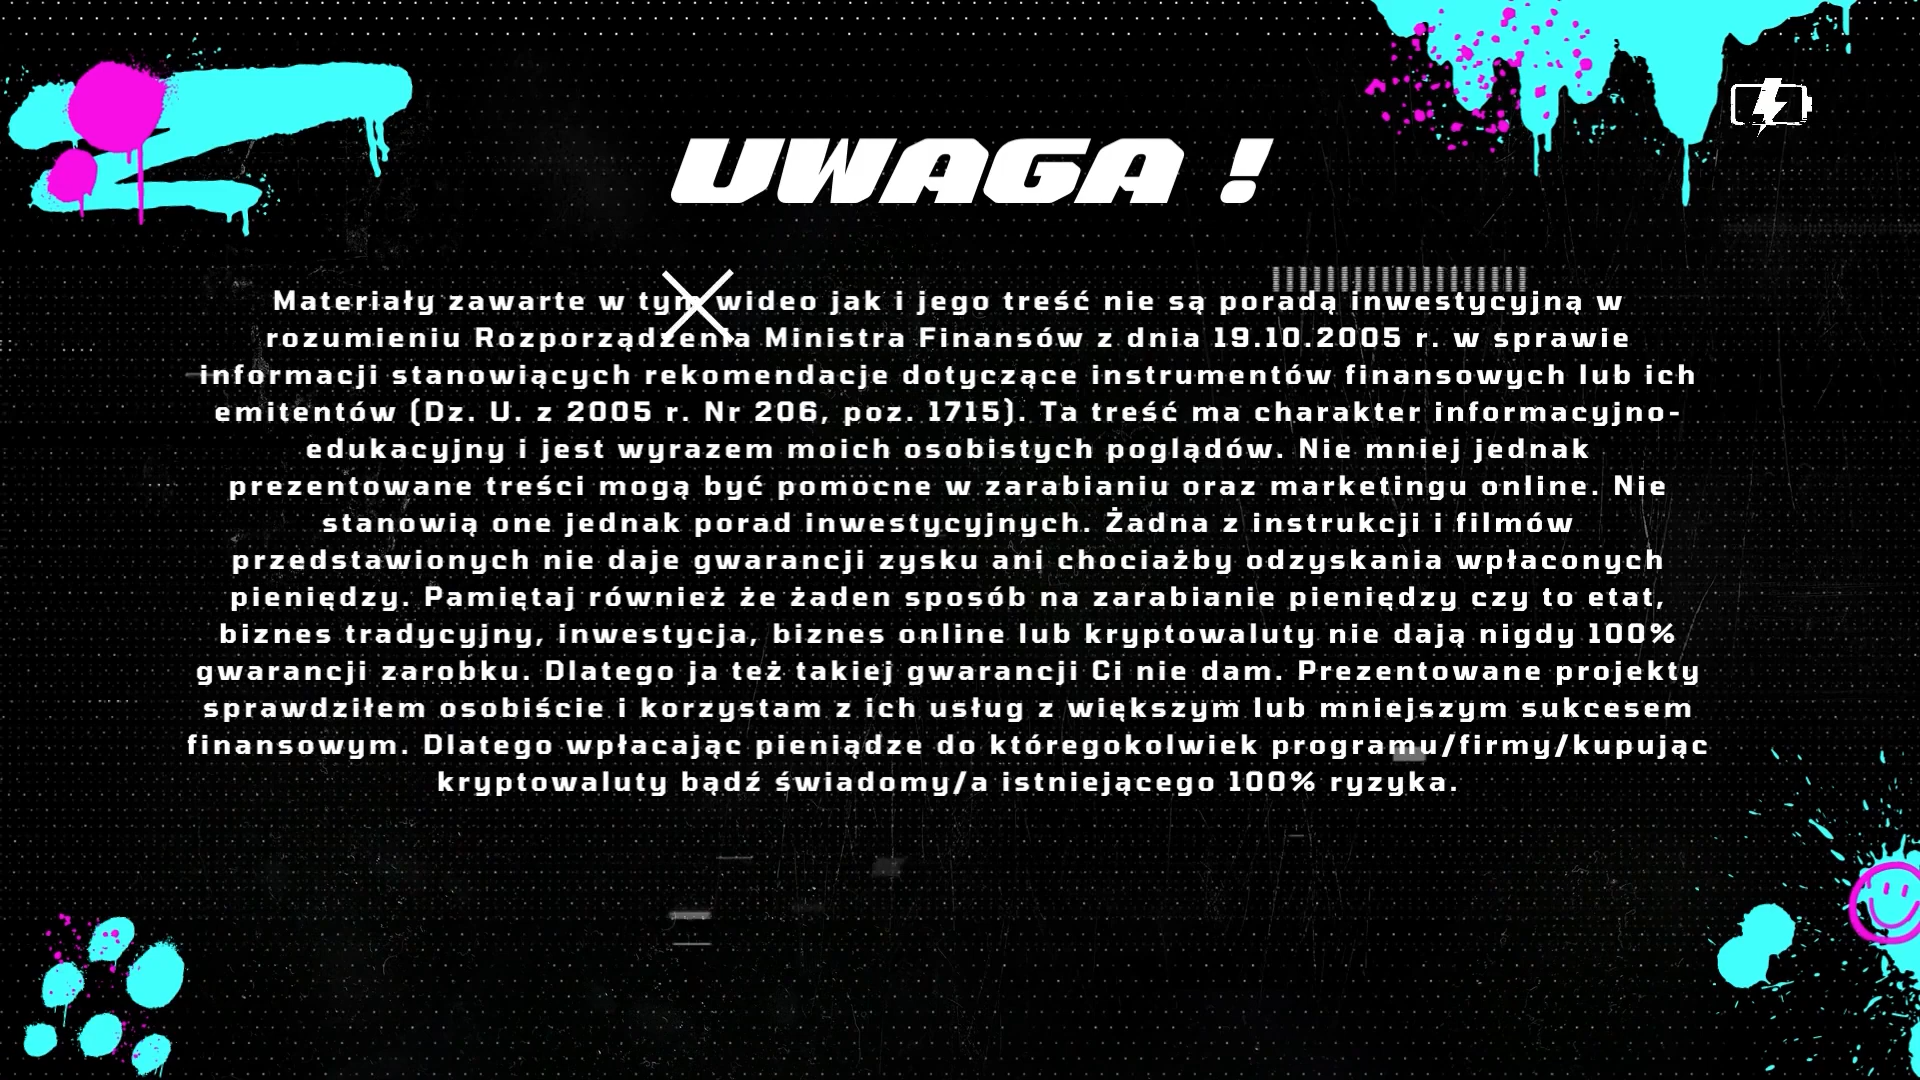 UWAGA !
Materiały zawarte w tym wideo jak i jego treść nie są poradą inwestycyjną w
rozumieniu Rozporządzenia Ministra Finansów z dnia 19.10.2005 r. w sprawie
informacji stanowiących rekomendacje dotyczące instrumentów finansowych lub ich
emitentów (Dz. U. z 2005 r. Nr 206, poz. 1715). Ta treść ma charakter informacyjno-
edukacyjny i jest wyrazem moich osobistych poglądów. Nie mniej jednak
prezentowane treści mogą być pomocne w zarabianiu oraz marketingu online. Nie
stanowią one jednak porad inwestycyjnych. Żadna z instrukcji i filmów
przedstawionych nie daje gwarancji zysku ani chociażby odzyskania wpłaconych
pieniędzy. Pamiętaj również że żaden sposób na zarabianie pieniędzy czy to etat,
biznes tradycyjny, inwestycja, biznes online lub kryptowaluty nie dają nigdy 100%
gwarancji zarobku. Dlatego ja też takiej gwarancji Ci nie dam. Prezentowane projekty
sprawdziłem osobiście i korzystam z ich usług z większym lub mniejszym sukcesem
finansowym. Dlatego wpłacając pieniądze do któregokolwiek programu/firmy/kupując
kryptowaluty bądź świadomy/a istniejącego 100% ryzyka.